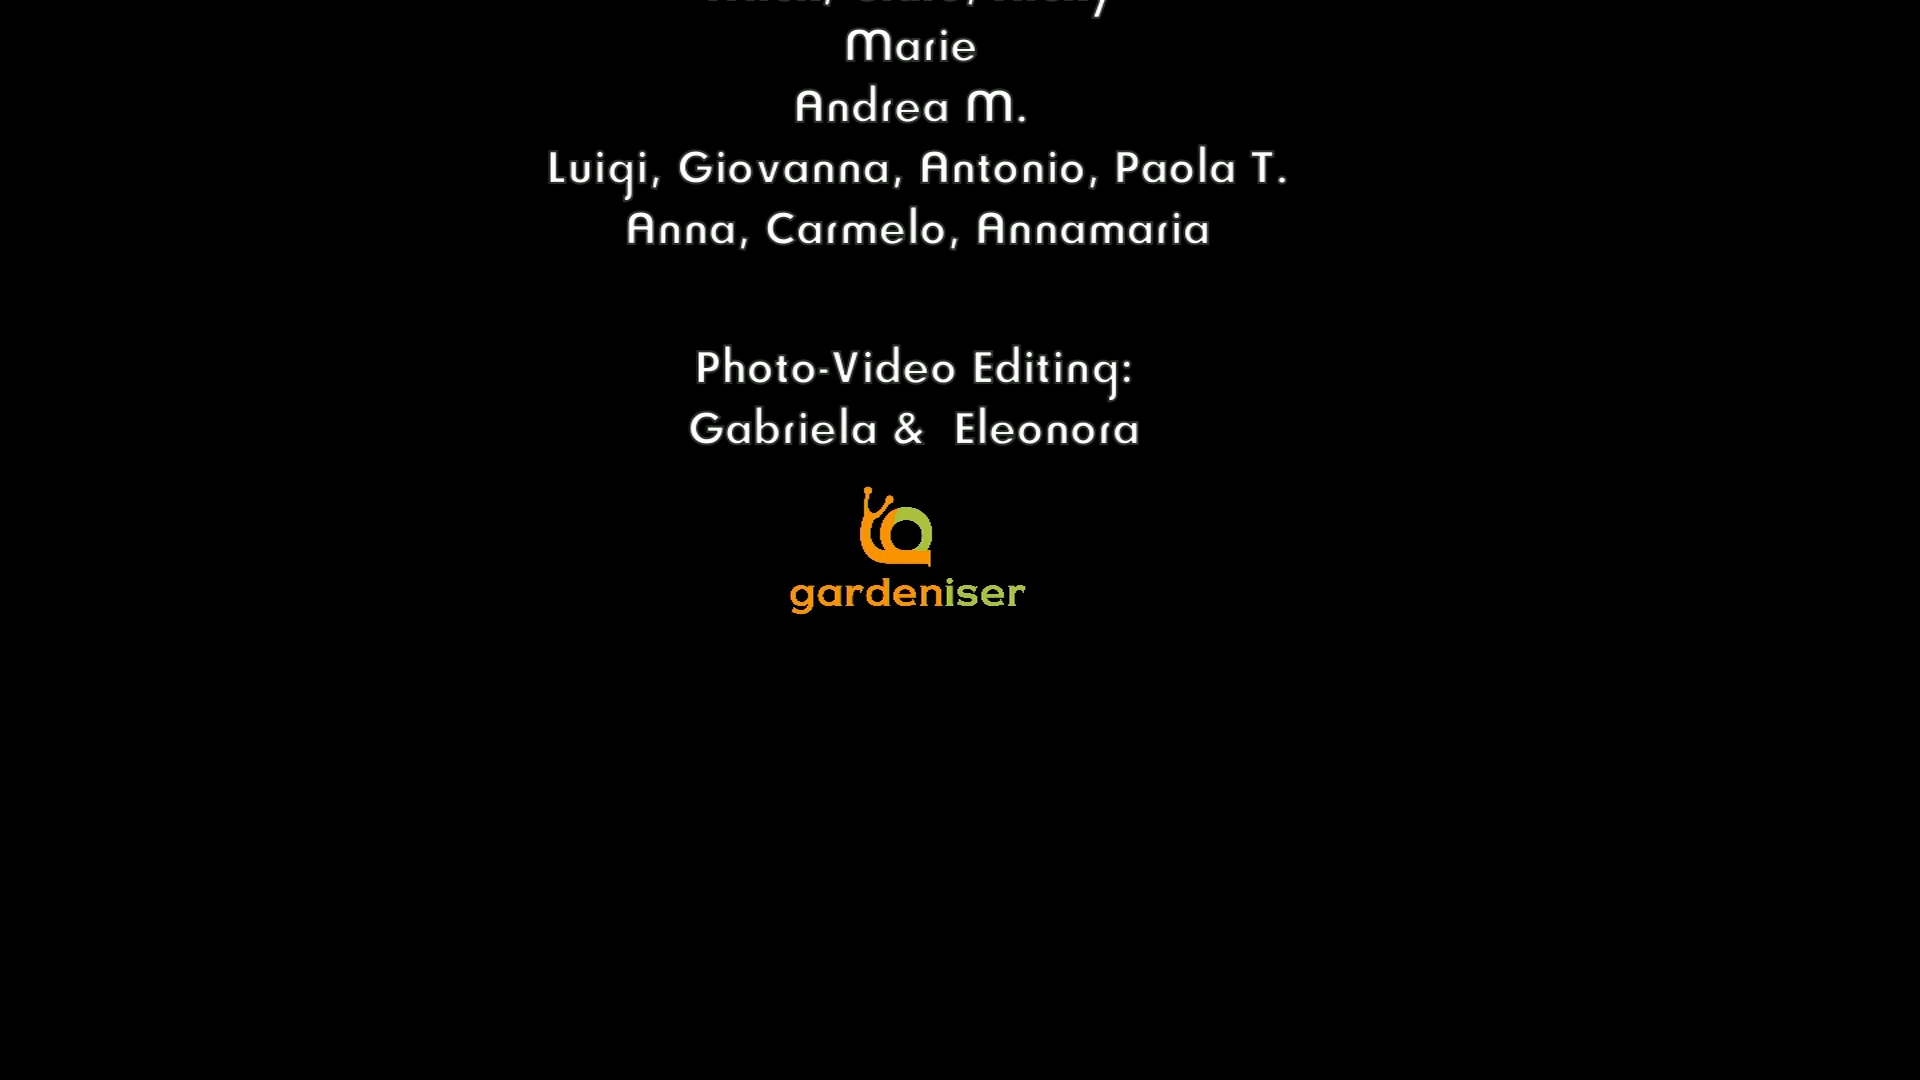 Marie
Andrea M.
Luigi, Giovanna, Antonio, Paola T.
Anna, Carmelo, Annamaria
Photo-Video Editing:
Gabriela & Eleonora
gardeniser